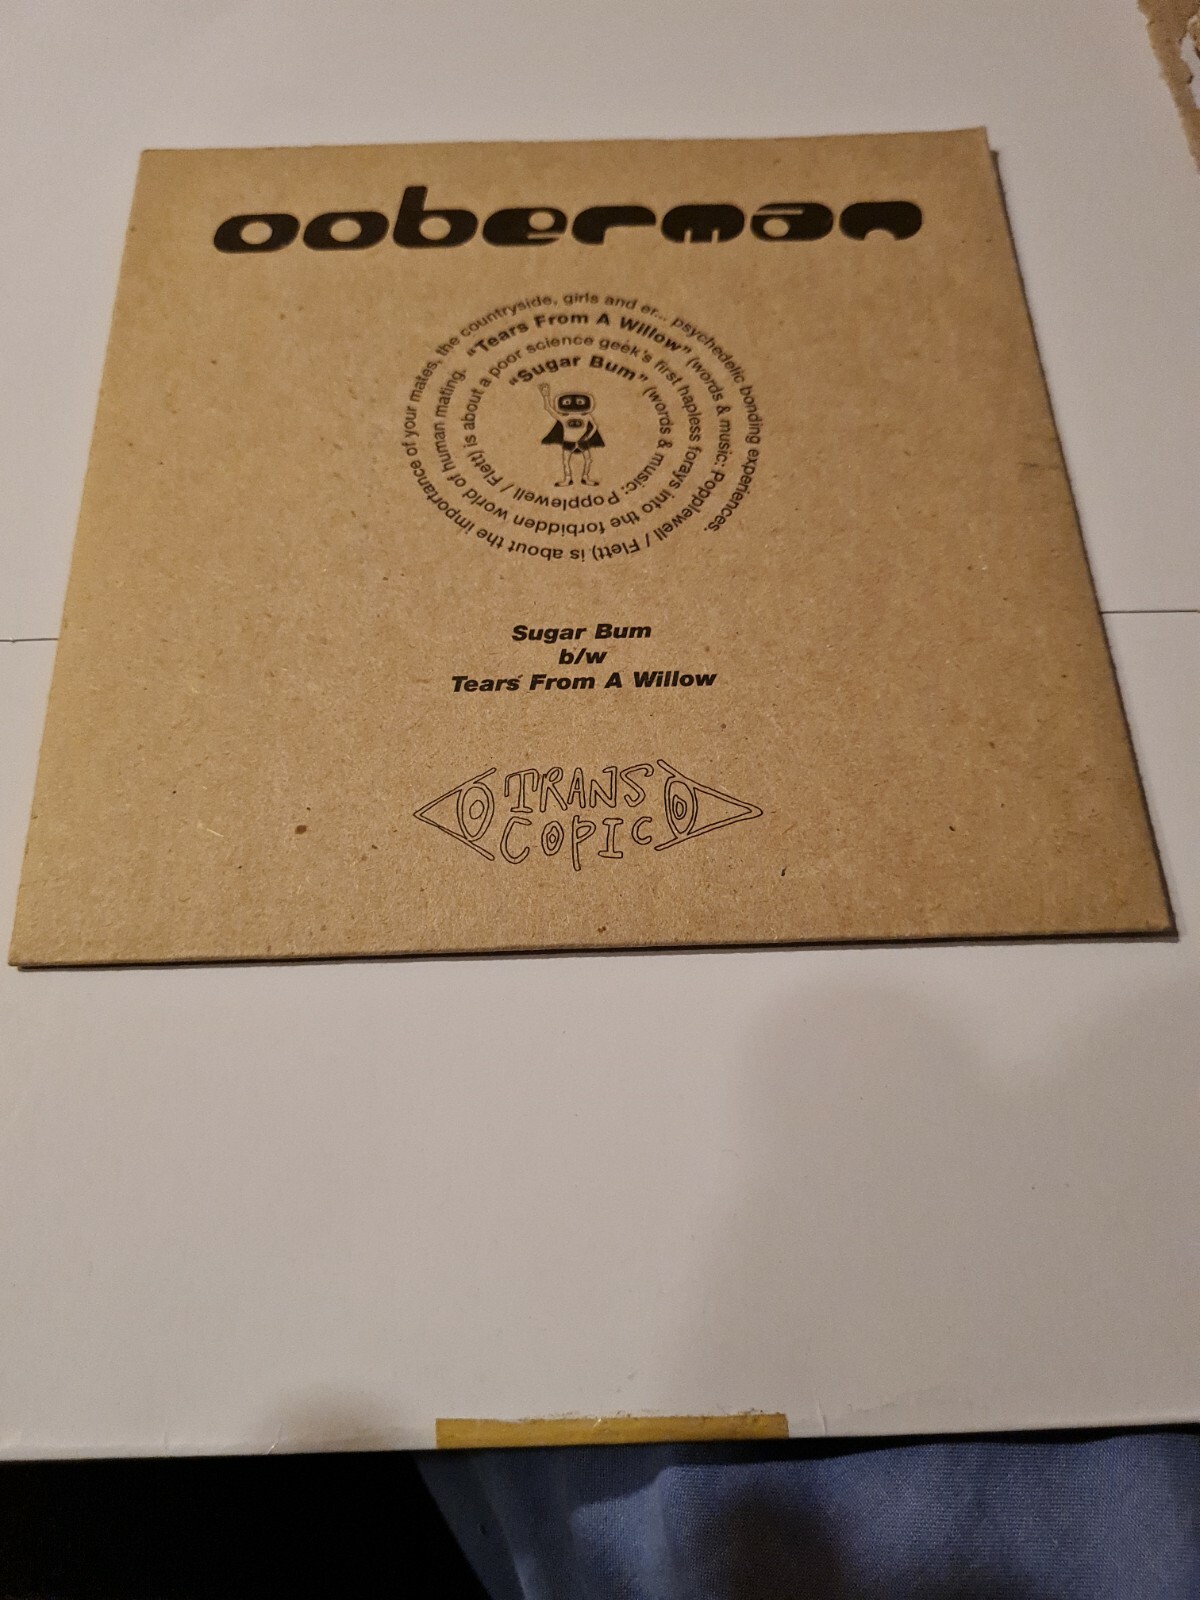 ooberman
"Sugar Bum" (words & music: Popplewell / Flett) is about a poor science geek's first hapless forays into the forbidden world of human mating. "Tears From A Willow" (words & music: Popplewell / Flett) is about the importance of your mates, the countryside, girls and er... psychedelic bonding experiences.
Sugar Bum
b/w
Tears From A Willow
TRANS
COPIC